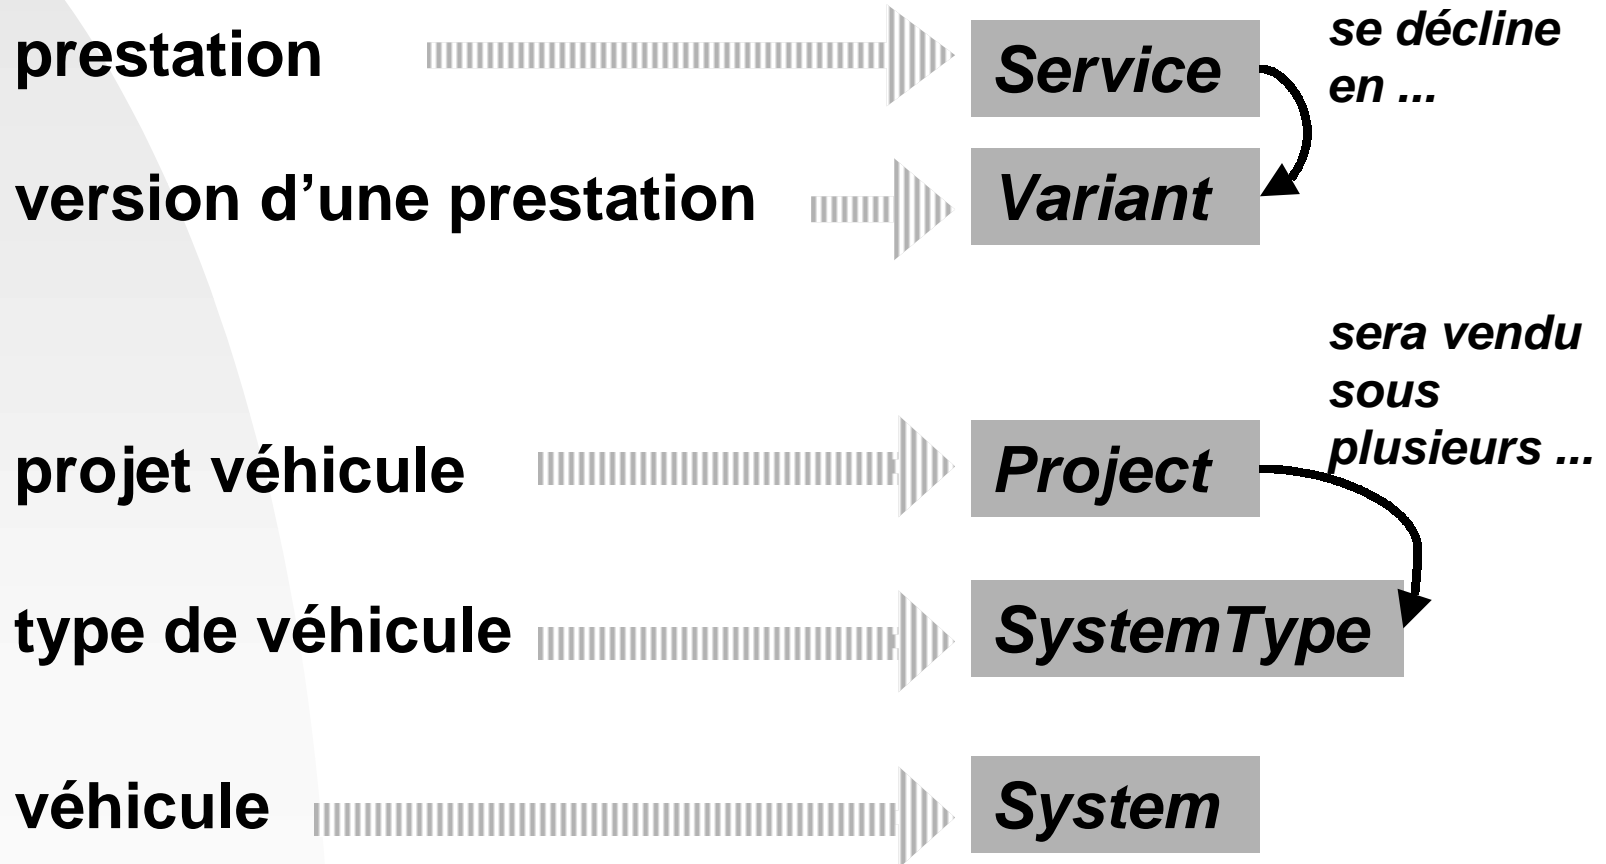 prestation
Service
se décline
en ...
version d’une prestation
Variant
sera vendu
sous
plusieurs ...
projet véhicule
Project
type de véhicule
SystemType
véhicule
System